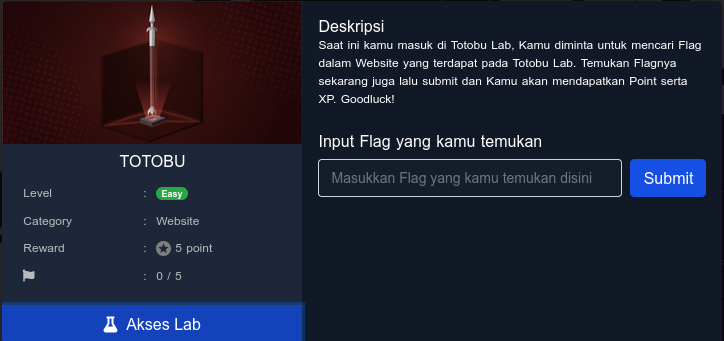 TOTOBU
Level : Easy
Category : Website
Reward : 5 point
: 0 / 5
Akses Lab
Deskripsi
Saat ini kamu masuk di Totobu Lab, Kamu diminta untuk mencari Flag
dalam Website yang terdapat pada Totobu Lab. Temukan Flagnya
sekarang juga lalu submit dan Kamu akan mendapatkan Point serta
XP. Goodluck!
Input Flag yang kamu temukan
Masukkan Flag yang kamu temukan disini
Submit